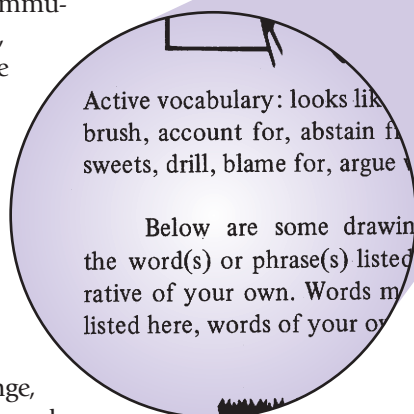 Active vocabulary: looks lik
brush, account for, abstain f
sweets, drill, blame for, argue
Below are some drawin
the word(s) or phrase(s) listed
rative of your own. Words m
listed here, words of your o
nge,